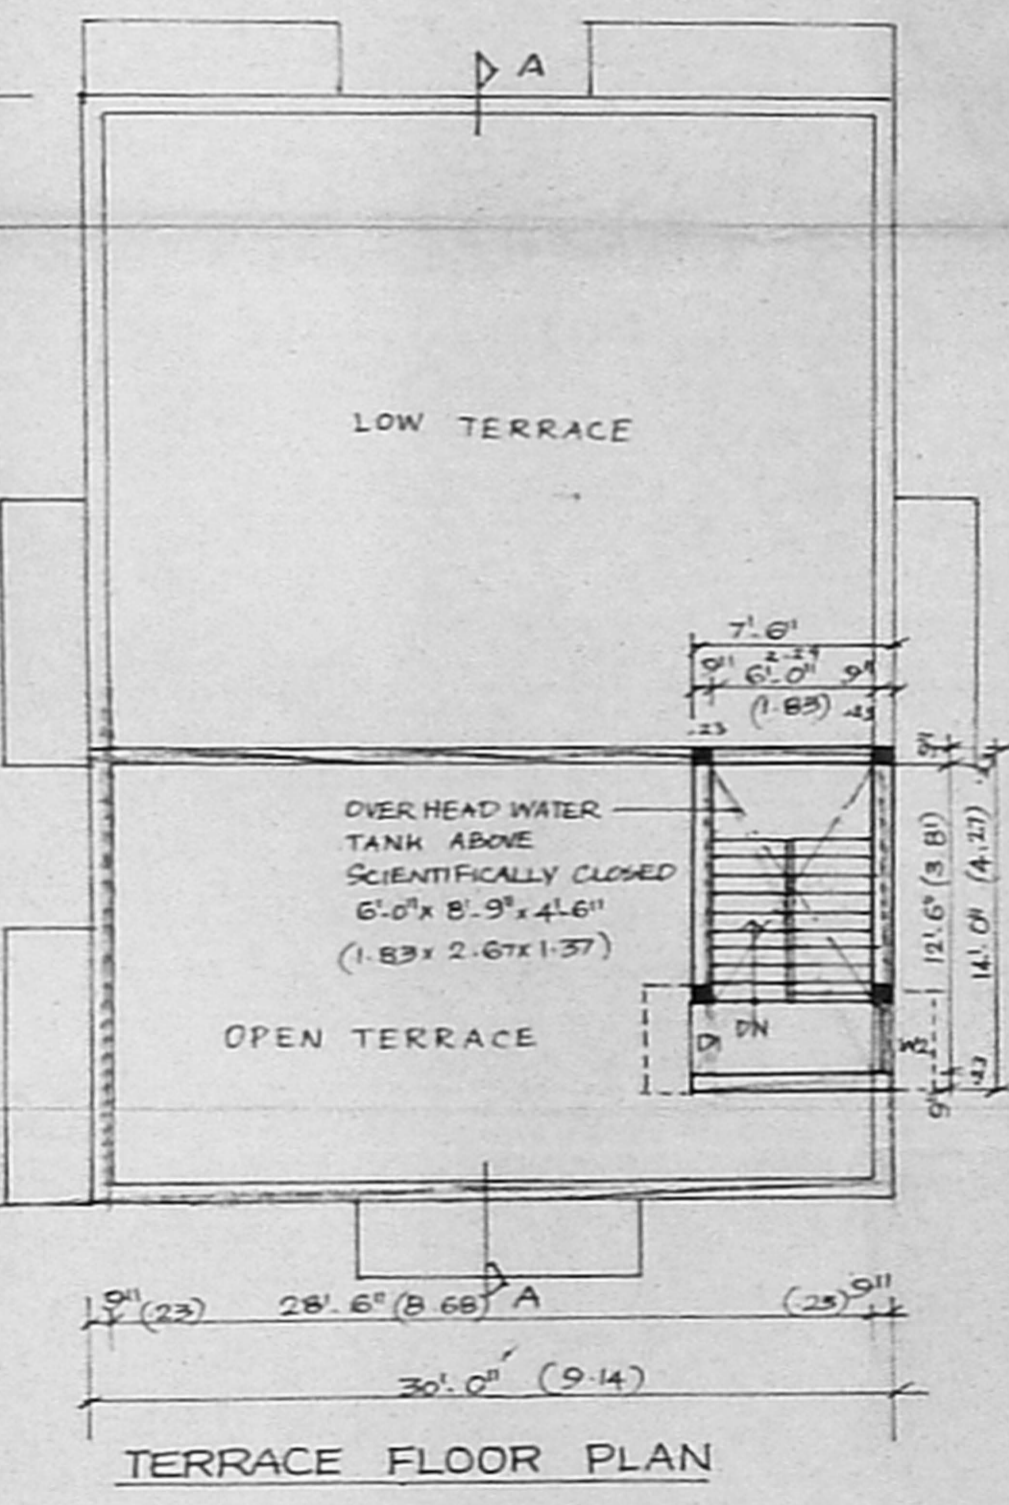 A
LOW TERRACE
7'-6"
2-29
9" 6'-0" 9"
(1.83)
.23 .23
9"
OVER HEAD WATER
TANK ABOVE
SCIENTIFICALLY CLOSED
6'-0" x 8'-9" x 4'-6"
(1.83 x 2.67 x 1.37)
12'.6" (3 81)
14'.0" (4.27)
OPEN TERRACE
D1
DN
W2
.23
9"
9" (23) 28'-6" (8.68) A (.23) 9"
30'-0" (9.14)
TERRACE FLOOR PLAN